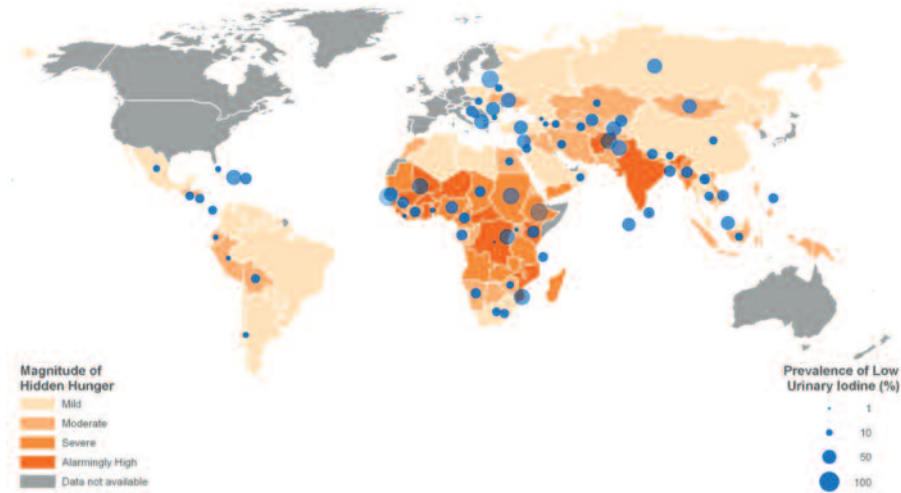 Magnitude of
Hidden Hunger
Mild
Moderate
Severe
Alarmingly High
Data not available
Prevalence of Low
Urinary Iodine (%)
1
10
50
100